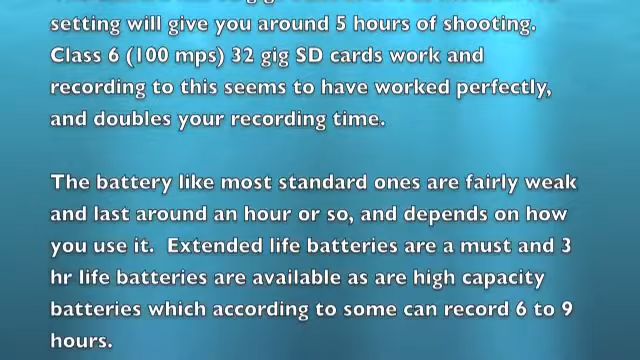 setting will give you around 5 hours of shooting.
Class 6 (100 mps) 32 gig SD cards work and
recording to this seems to have worked perfectly,
and doubles your recording time.
The battery like most standard ones are fairly weak
and last around an hour or so, and depends on how
you use it. Extended life batteries are a must and 3
hr life batteries are available as are high capacity
batteries which according to some can record 6 to 9
hours.